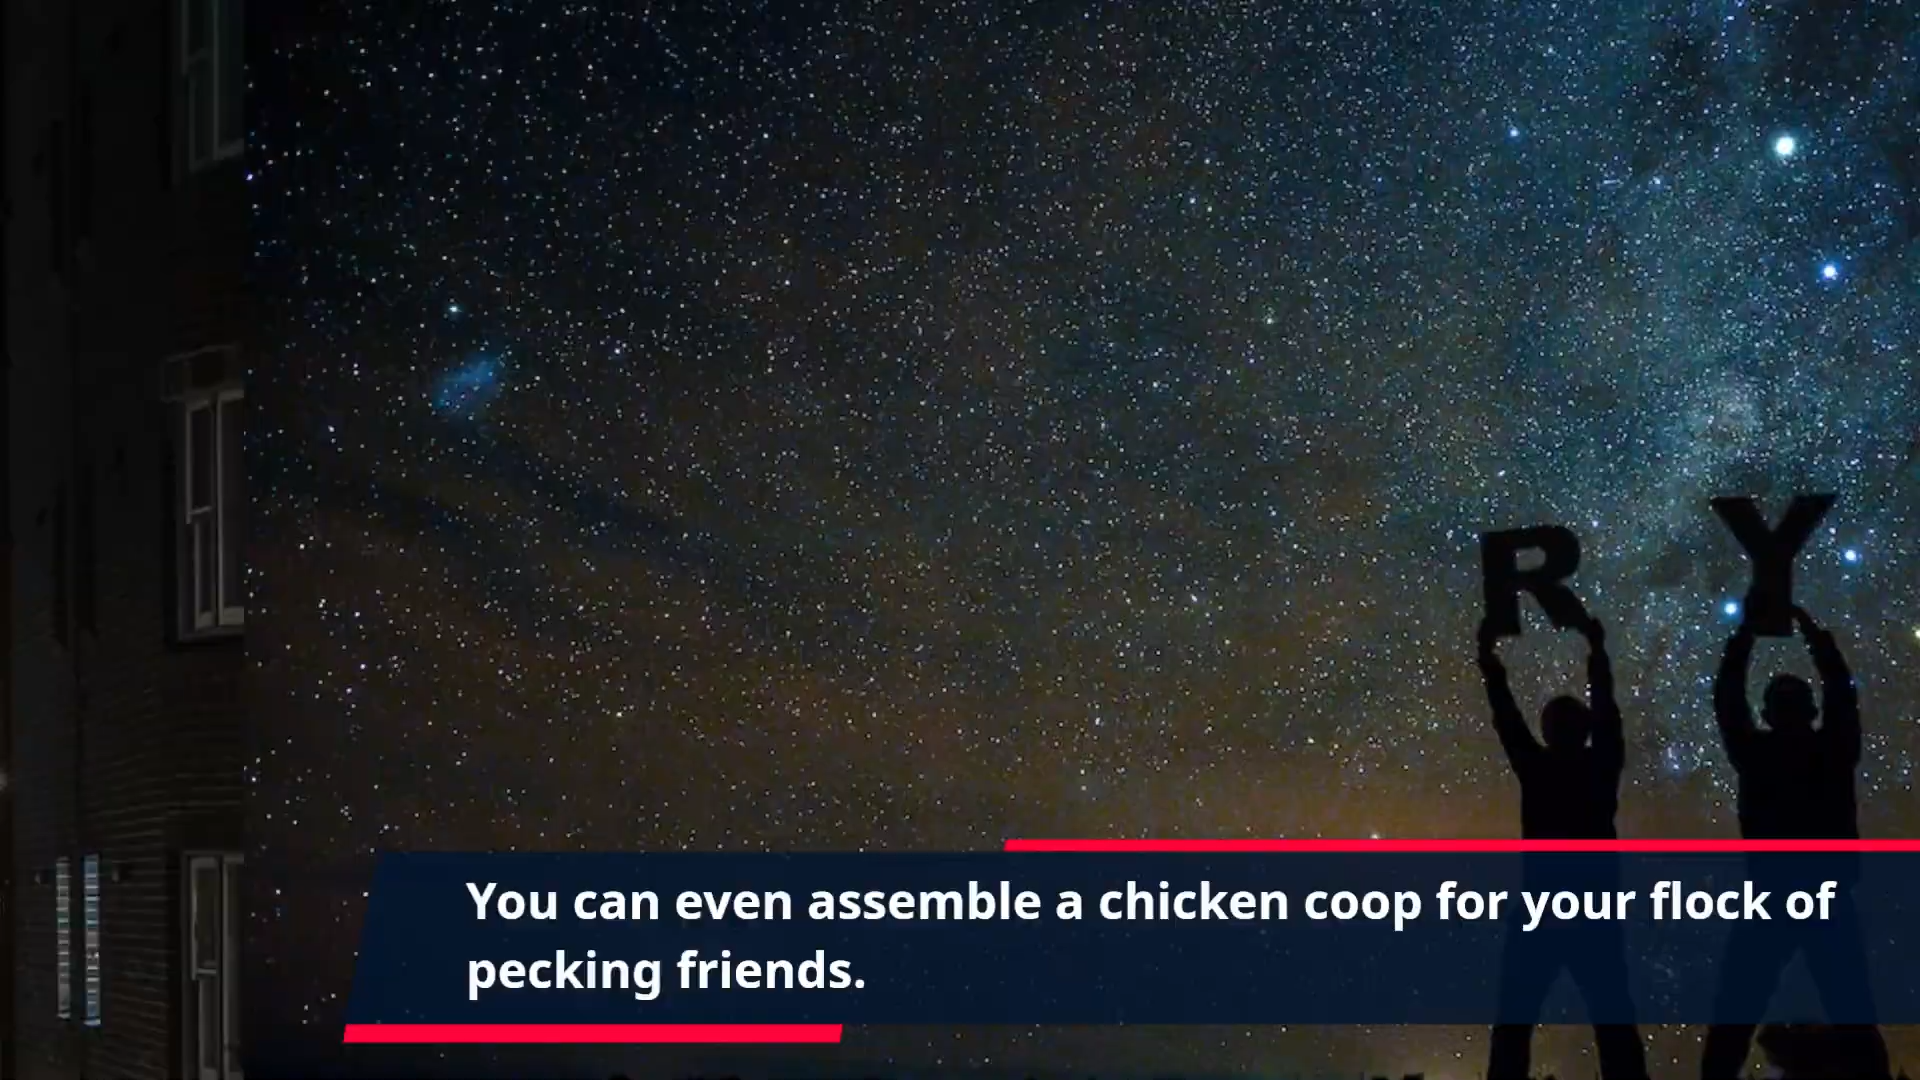 R Y
You can even assemble a chicken coop for your flock of
pecking friends.